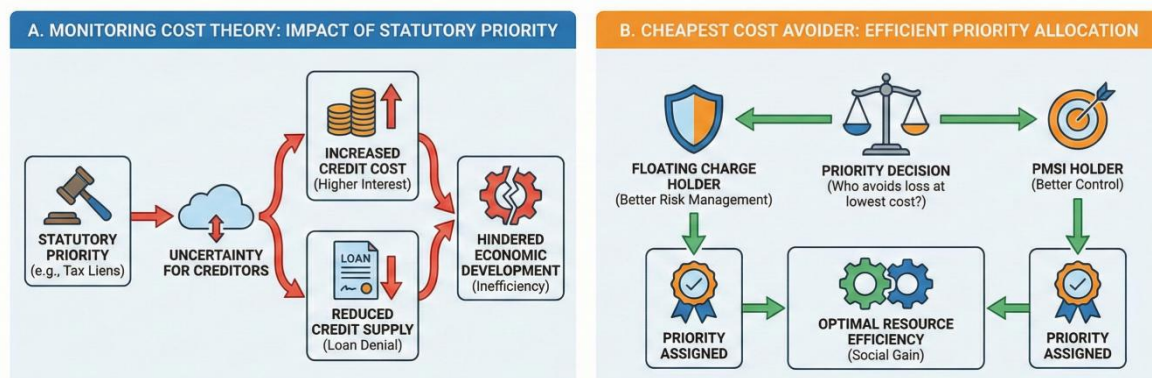 A. MONITORING COST THEORY: IMPACT OF STATUTORY PRIORITY
STATUTORY
PRIORITY
(e.g., Tax Liens)
UNCERTAINTY
FOR CREDITORS
INCREASED
CREDIT COST
(Higher Interest)
LOAN
REDUCED
CREDIT SUPPLY
(Loan Denial)
HINDERED
ECONOMIC
DEVELOPMENT
(Inefficiency)
B. CHEAPEST COST AVOIDER: EFFICIENT PRIORITY ALLOCATION
FLOATING CHARGE
HOLDER
(Better Risk Management)
PRIORITY DECISION
(Who avoids loss at
lowest cost?)
PMSI HOLDER
(Better Control)
PRIORITY
ASSIGNED
OPTIMAL RESOURCE
EFFICIENCY
(Social Gain)
PRIORITY
ASSIGNED